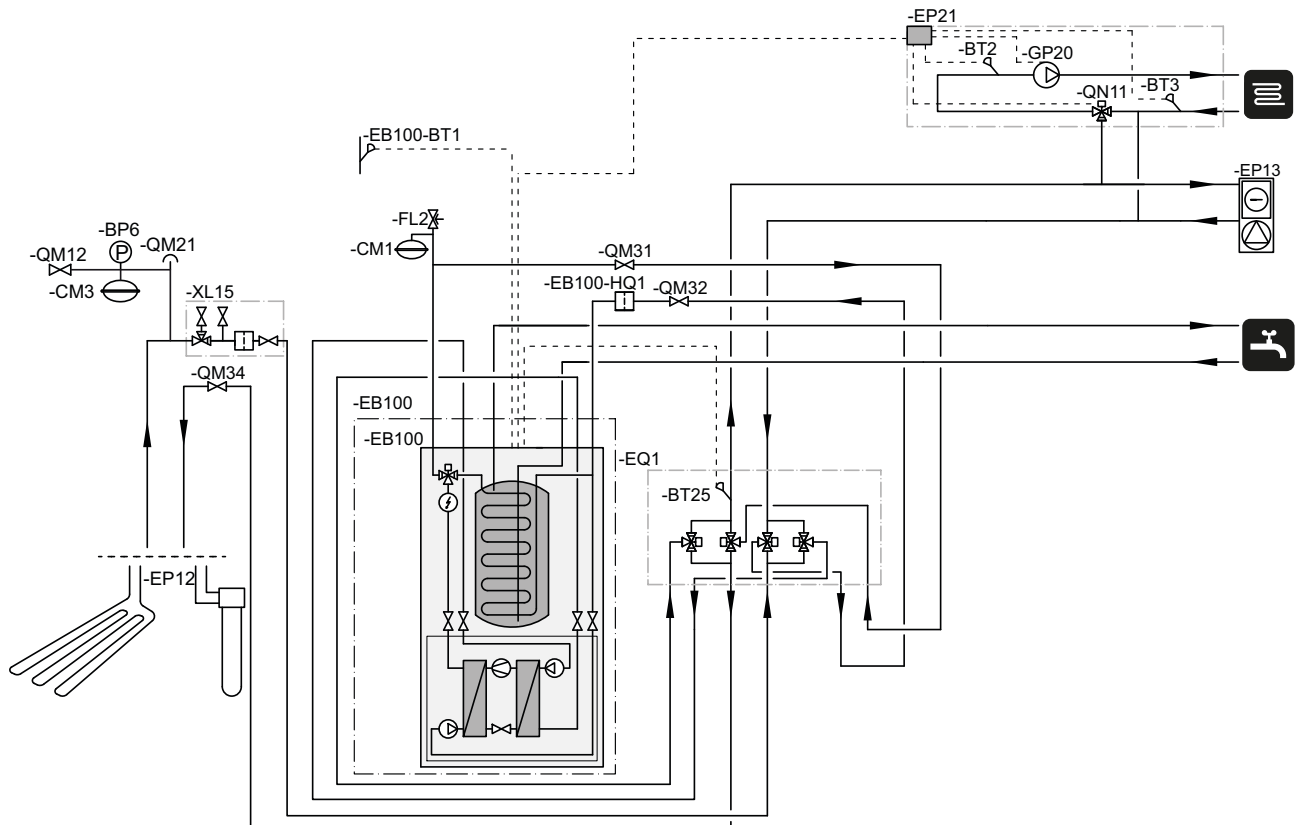 -EP21
-BT2
-GP20
-QN11
-BT3
-EB100-BT1
-EP13
-FL2
-BP6
-QM21
-QM12
-CM1
-QM31
P
-CM3
-XL15
-EB100-HQ1
-QM32
-QM34
-EB100
-EB100
-EQ1
-BT25
-EP12